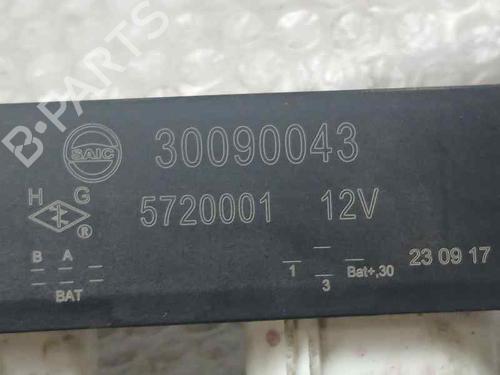 B-PARTS
SAIC 30090043
H G
5720001 12V
®
B A
BAT
1 3 Bat+,30
23 09 17